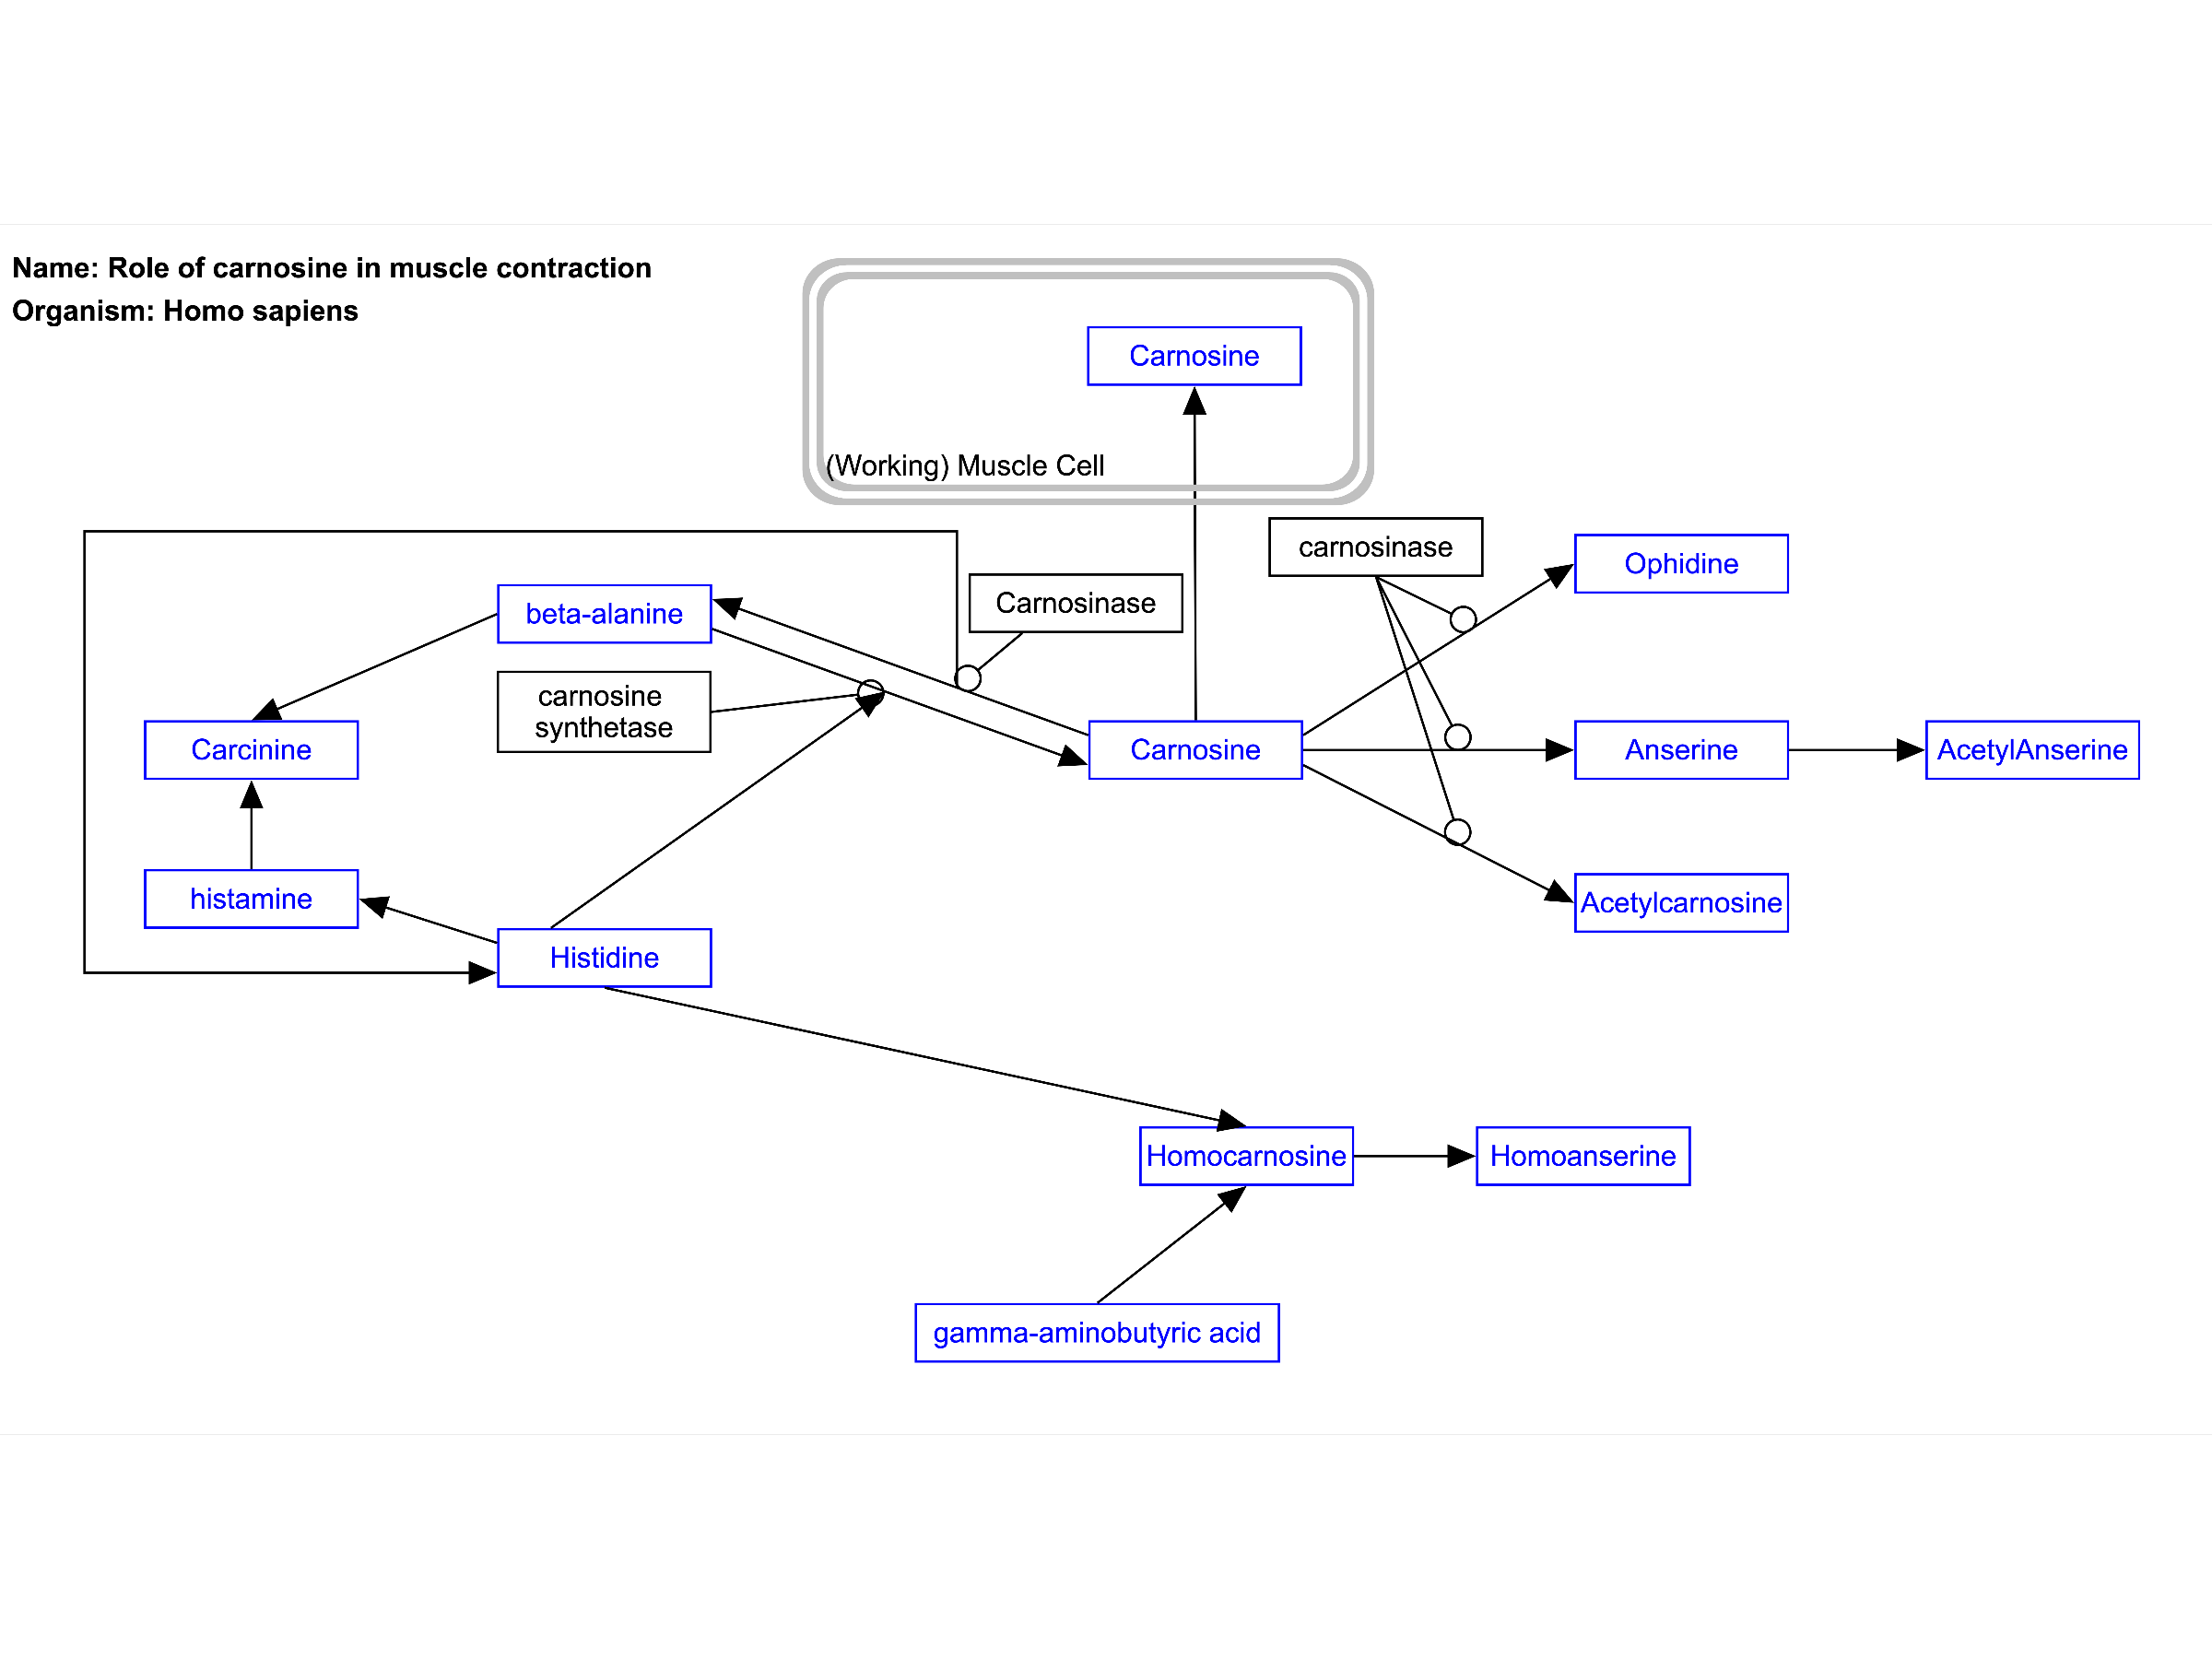 Name: Role of carnosine in muscle contraction
Organism: Homo sapiens
Carnosine
(Working) Muscle Cell
carnosinase
Ophidine
beta-alanine
Carnosinase
carnosine
synthetase
Carcinine
Carnosine
Anserine
AcetylAnserine
histamine
Acetylcarnosine
Histidine
Homocarnosine
Homoanserine
gamma-aminobutyric acid